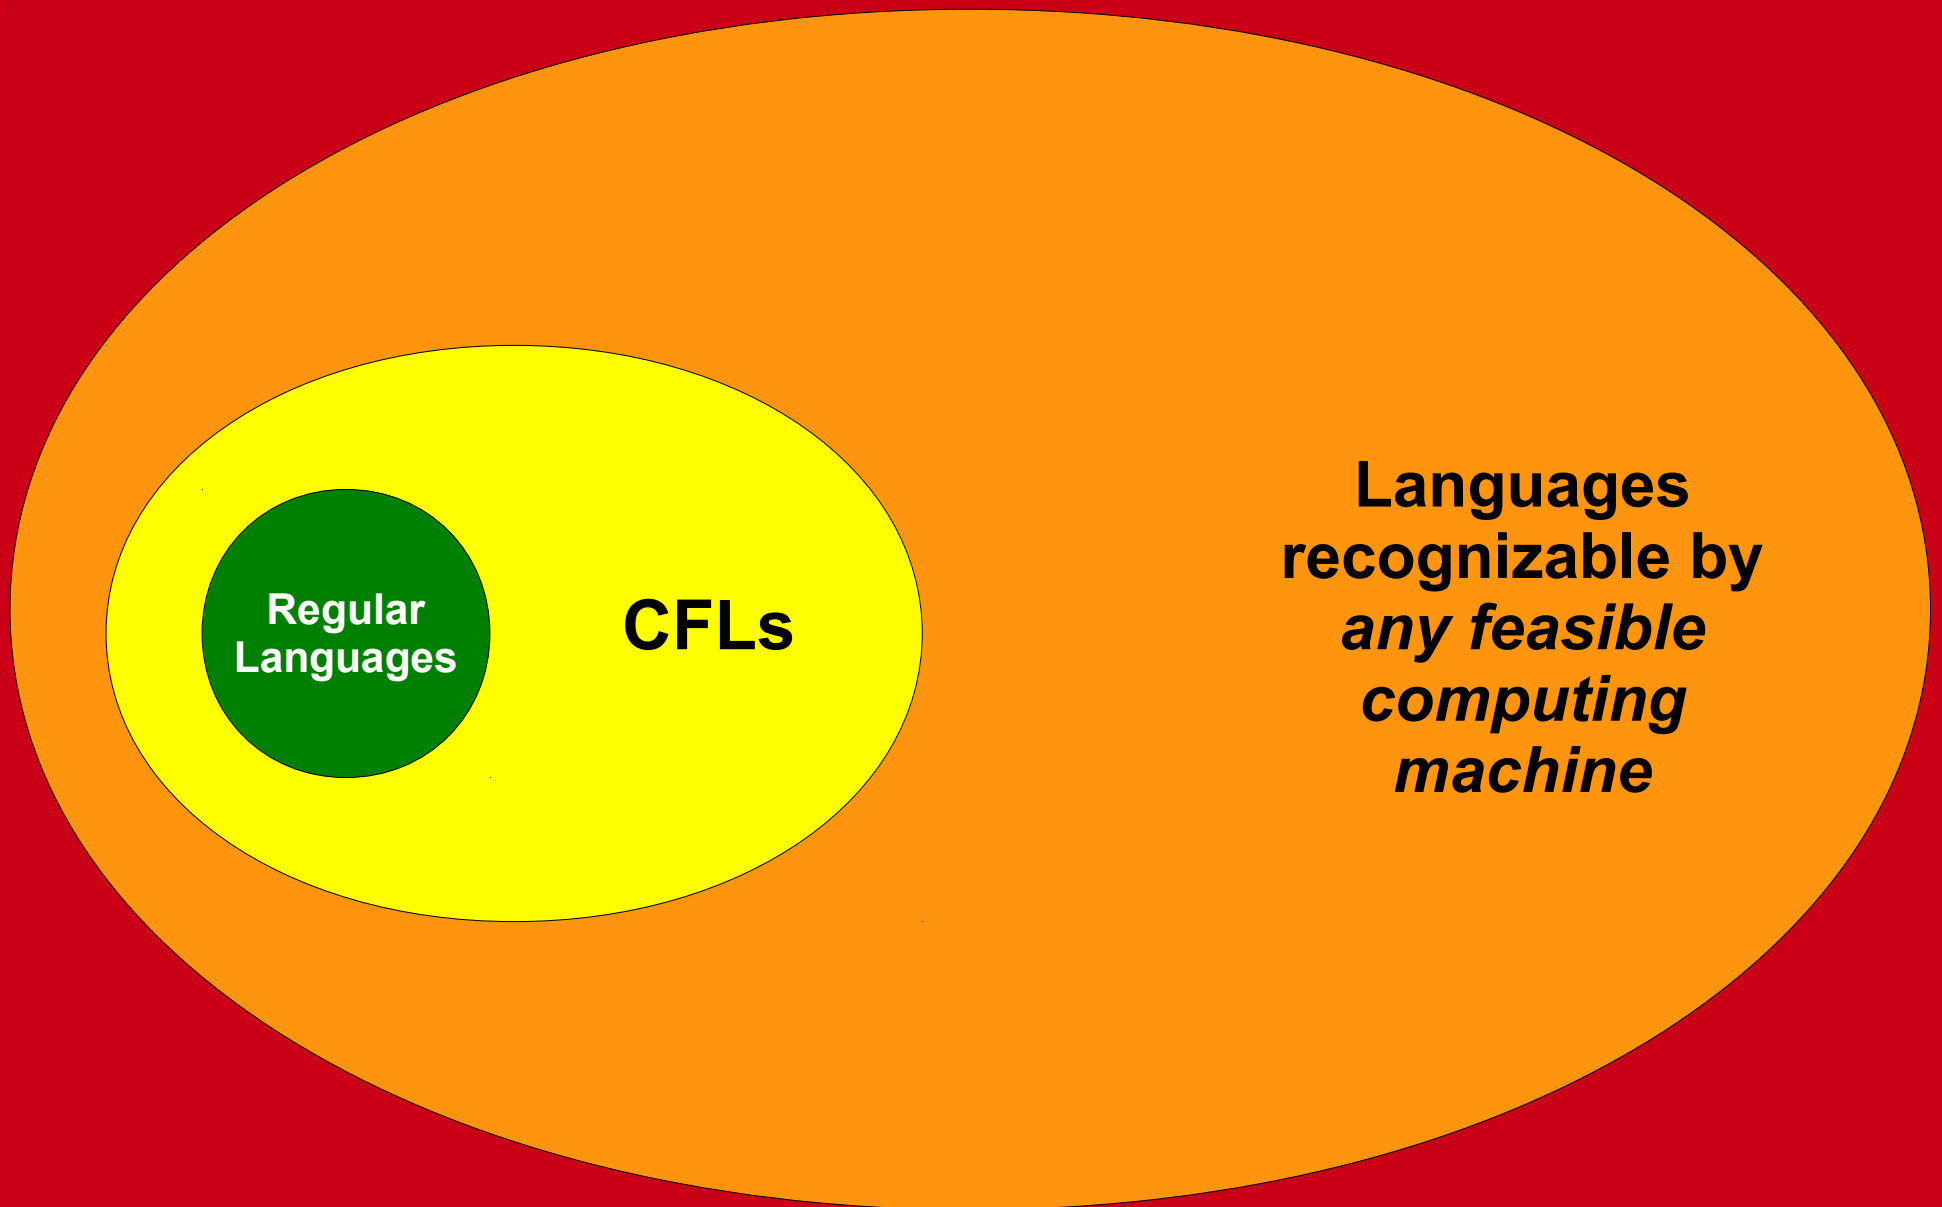 Regular
Languages
CFLs
Languages
recognizable by
any feasible
computing
machine